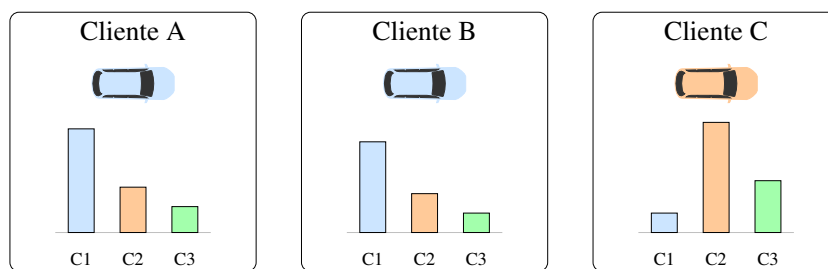 Cliente A
C1 C2 C3
Cliente B
C1 C2 C3
Cliente C
C1 C2 C3